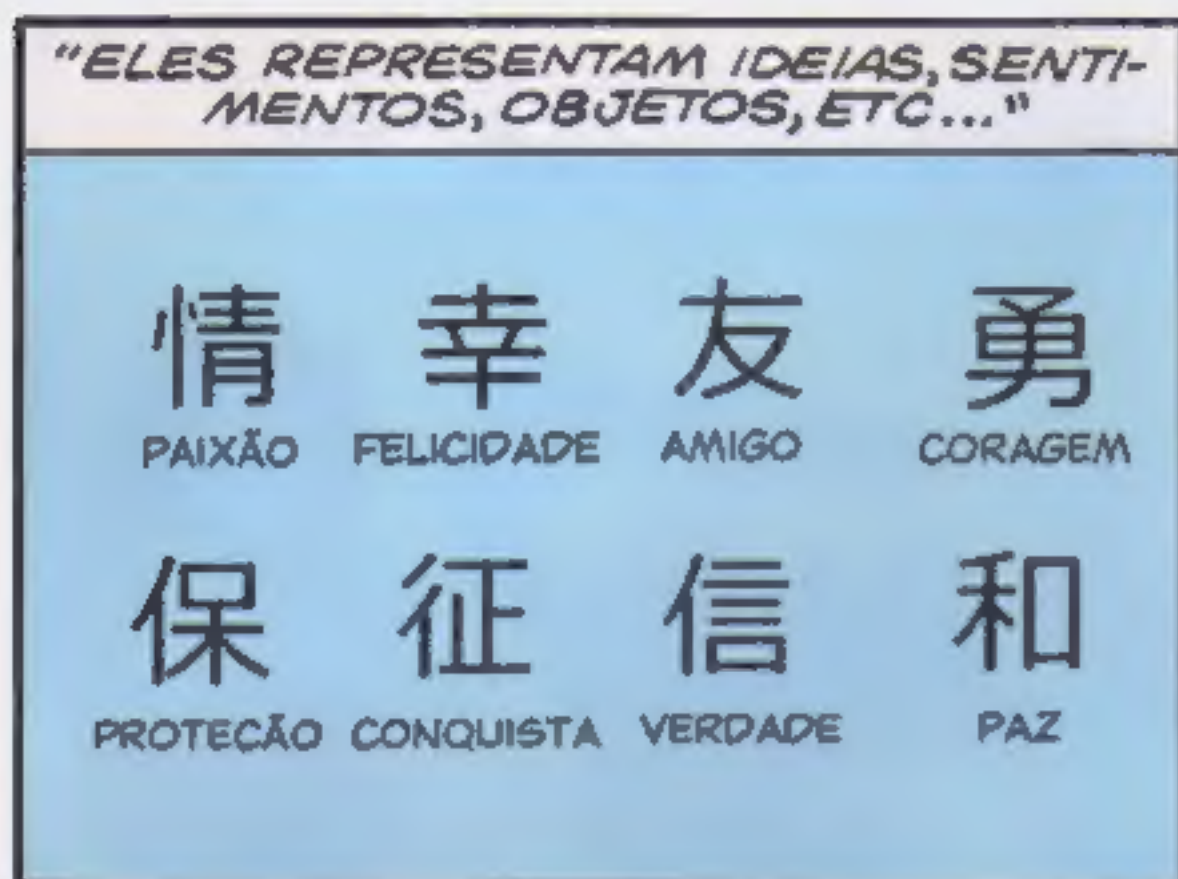 "ELES REPRESENTAM IDEIAS, SENTI-
MENTOS, OBJETOS, ETC..."
情 幸 友 勇
PAIXÃO FELICIDADE AMIGO CORAGEM
保 征 信 和
PROTECÃO CONQUISTA VERDADE PAZ